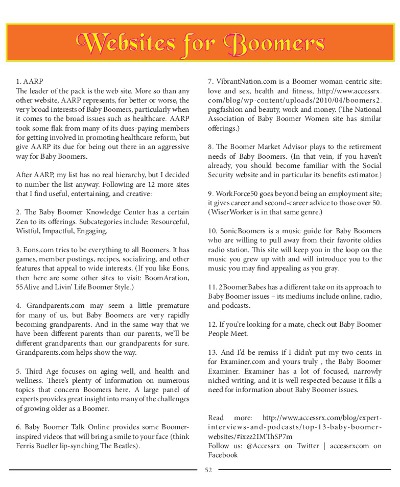 Websites for Boomers
1. AARP
The leader of the pack is the web site. More so than any
other website, AARP represents, for better or worse, the
very broad interests of Baby Boomers, particularly when
it comes to the broad issues such as healthcare. AARP
took some flak from many of its dues-paying members
for getting involved in promoting healthcare reform, but
give AARP its due for being out there in an aggressive
way for Baby Boomers.
After AARP, my list has no real hierarchy, but I decided
to number the list anyway. Following are 12 more sites
that I find useful, entertaining, and creative:
2. The Baby Boomer Knowledge Center has a certain
Zen to its offerings. Subcategories include: Resourceful,
Wistful, Impactful, Engaging.
3. Eons.com tries to be everything to all Boomers. It has
games, member postings, recipes, socializing, and other
features that appeal to wide interests. (If you like Eons,
then here are some other sites to visit: BoomAration,
55Alive and Livin' Life Boomer Style.)
4. Grandparents.com may seem a little premature
for many of us, but Baby Boomers are very rapidly
becoming grandparents. And in the same way that we
have been different parents than our parents, we'll be
different grandparents than our grandparents for sure.
Grandparents.com helps show the way.
5. Third Age focuses on aging well, and health and
wellness. There's plenty of information on numerous
topics that concern Boomers here. A large panel of
experts provides great insight into many of the challenges
of growing older as a Boomer.
6. Baby Boomer Talk Online provides some Boomer-
inspired videos that will bring a smile to your face (think
Ferris Bueller lip-synching The Beatles).
7. VibrantNation.com is a Boomer woman centric site;
love and sex, health and fitness, http://www.accessrx.
com/blog/wp-content/uploads/2010/04/boomers2.
pngfashion and beauty, work and money. (The National
Association of Baby Boomer Women site has similar
offerings.)
8. The Boomer Market Advisor plays to the retirement
needs of Baby Boomers. (In that vein, if you haven't
already, you should become familiar with the Social
Security website and in particular its benefits estimator.)
9. WorkForce50 goes beyond being an employment site;
it gives career and second-career advice to those over 50.
(WiserWorker is in that same genre.)
10. SonicBoomers is a music guide for Baby Boomers
who are willing to pull away from their favorite oldies
radio station. This site will keep you in the loop on the
music you grew up with and will introduce you to the
music you may find appealing as you gray.
11. 2BoomerBabes has a different take on its approach to
Baby Boomer issues – its mediums include online, radio,
and podcasts.
12. If you're looking for a mate, check out Baby Boomer
People Meet.
13. And I'd be remiss if I didn't put my two cents in
for Examiner.com and yours truly , the Baby Boomer
Examiner. Examiner has a lot of focused, narrowly
niched writing, and it is well respected because it fills a
need for information about Baby Boomer issues.
Read more: http://www.accessrx.com/blog/expert-
interviews-and-podcasts/top-13-baby-boomer-
websites/#ixzz2IMThSP7m
Follow us: @Accessrx on Twitter | accessrxcom on
Facebook
52